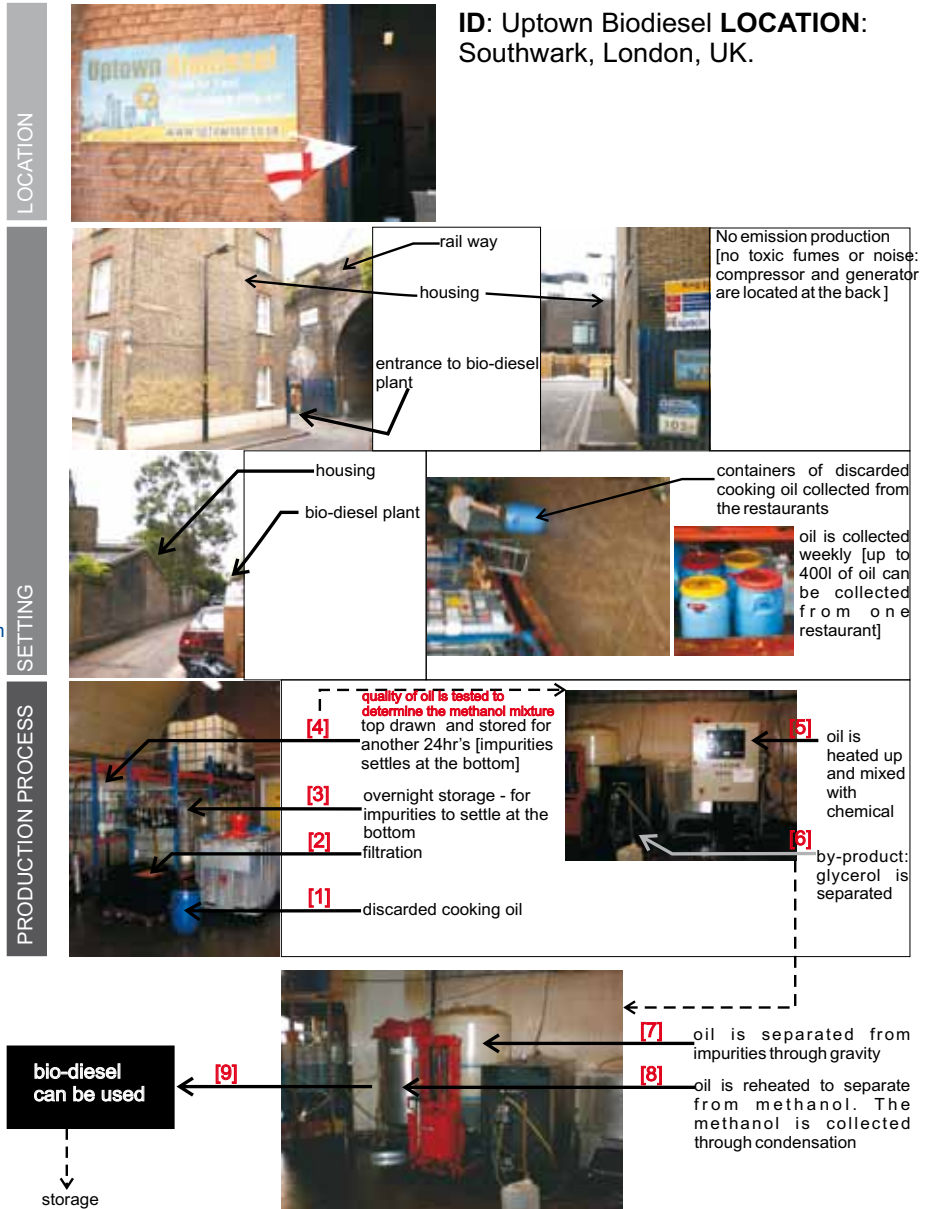 ID: Uptown Biodiesel LOCATION:
Southwark, London, UK.
LOCATION
Uptown BioDiesel
SETTING
rail way
housing
entrance to bio-diesel
plant
No emission production
[no toxic fumes or noise:
compressor and generator
are located at the back ]
housing
bio-diesel plant
containers of discarded
cooking oil collected from
the restaurants
oil is collected
weekly [up to
400l of oil can
be collected
from one
restaurant]
n
PRODUCTION PROCESS
quality of oil is tested to
determine the methanol mixture
[4] top drawn and stored for
another 24hr's [impurities
settles at the bottom]
[3] overnight storage - for
impurities to settle at the
bottom
[2] filtration
[1] discarded cooking oil
[5] oil is
heated up
and mixed
with
chemical
[6] by-product:
glycerol is
separated
[7] oil is separated from
impurities through gravity
[8] oil is reheated to separate
from methanol. The
methanol is collected
through condensation
[9]
bio-diesel
can be used
storage